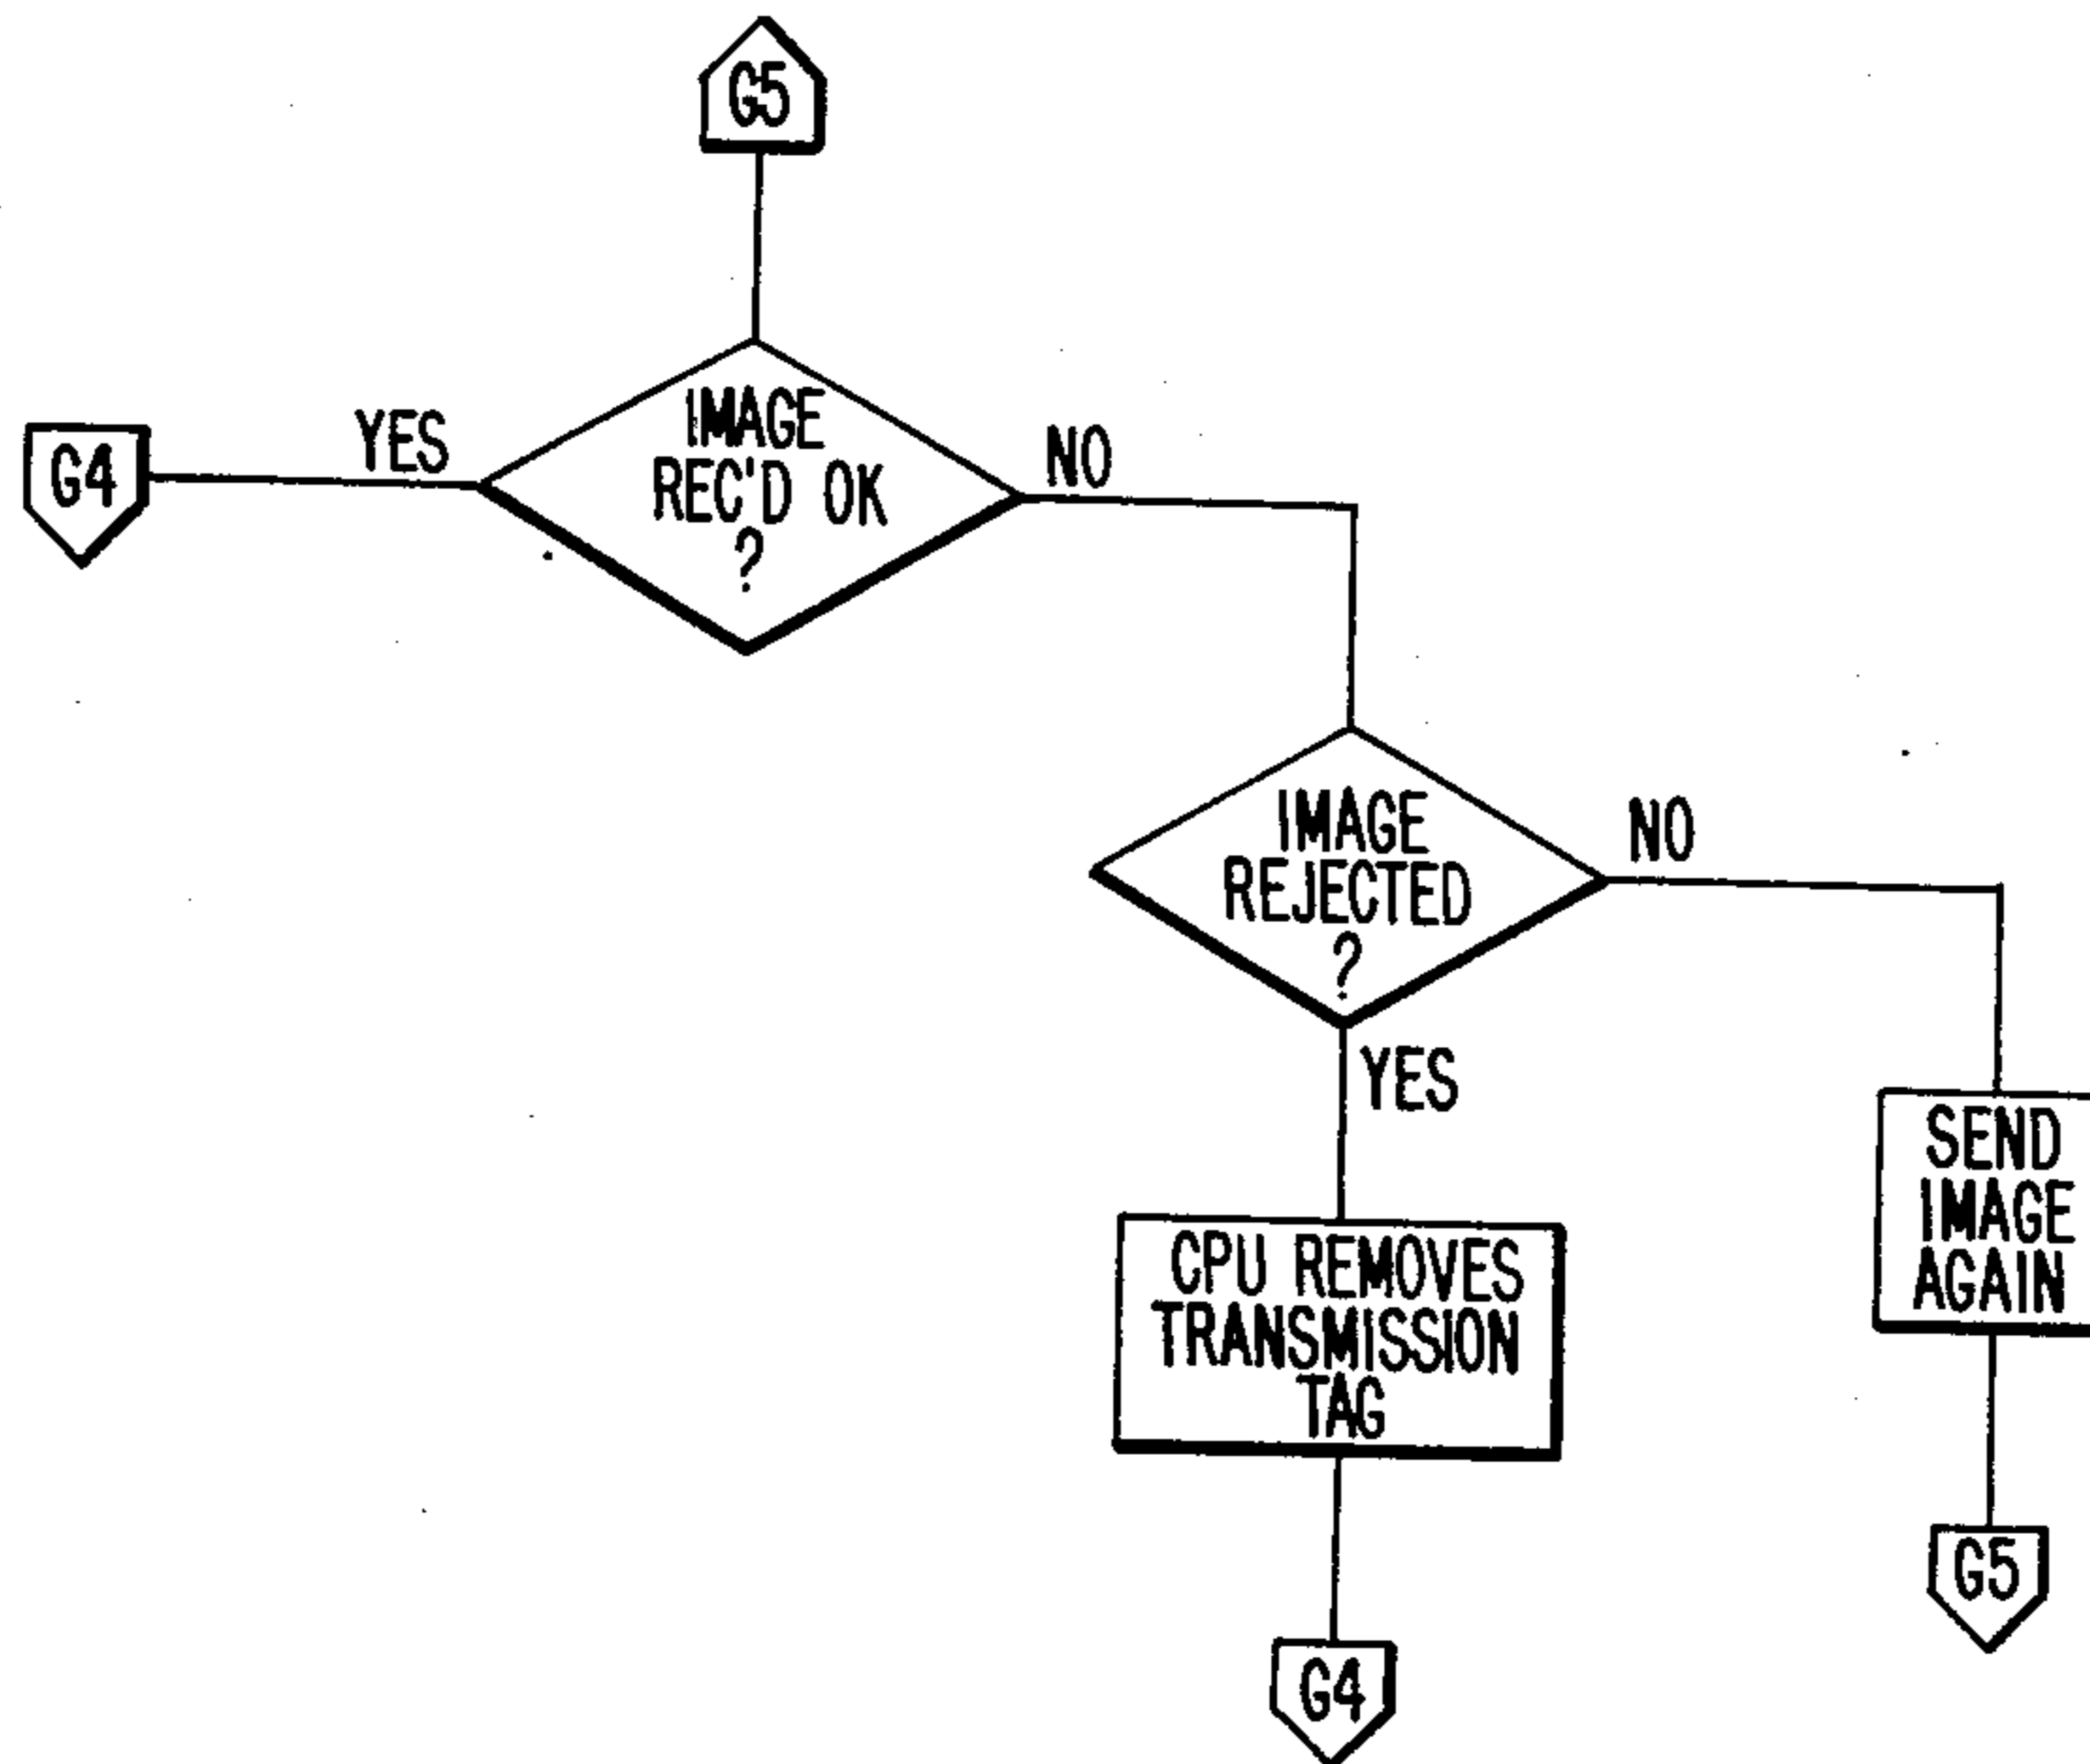 G5
IMAGE
REC'D OK
?
YES
NO
G4
IMAGE
REJECTED
?
NO
YES
SEND
IMAGE
AGAIN
CPU REMOVES
TRANSMISSION
TAG
G5
G4